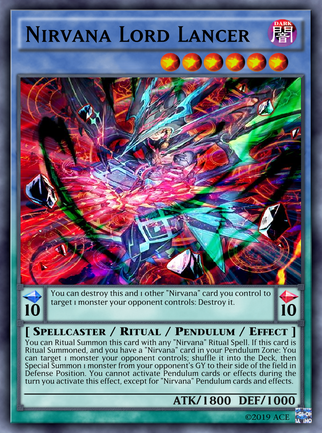 NIRVANA LORD LANCER
DARK
闇
You can destroy this and 1 other "Nirvana" card you control to
target 1 monster your opponent controls: Destroy it.
10
10
[ SPELLCASTER / RITUAL / PENDULUM / EFFECT ]
You can Ritual Summon this card with any "Nirvana" Ritual Spell. If this card
is Ritual Summoned, and you have a "Nirvana" card in your Pendulum Zone: You
can target 1 monster your opponent controls; shuffle it into the Deck, then
Special Summon 1 monster from your opponent's GY to their side of the field in
Defense Position. You cannot activate Pendulum cards or effects during the
turn you activate this effect, except for "Nirvana" Pendulum cards and effects.
ATK/1800 DEF/1000
©2019 ACE